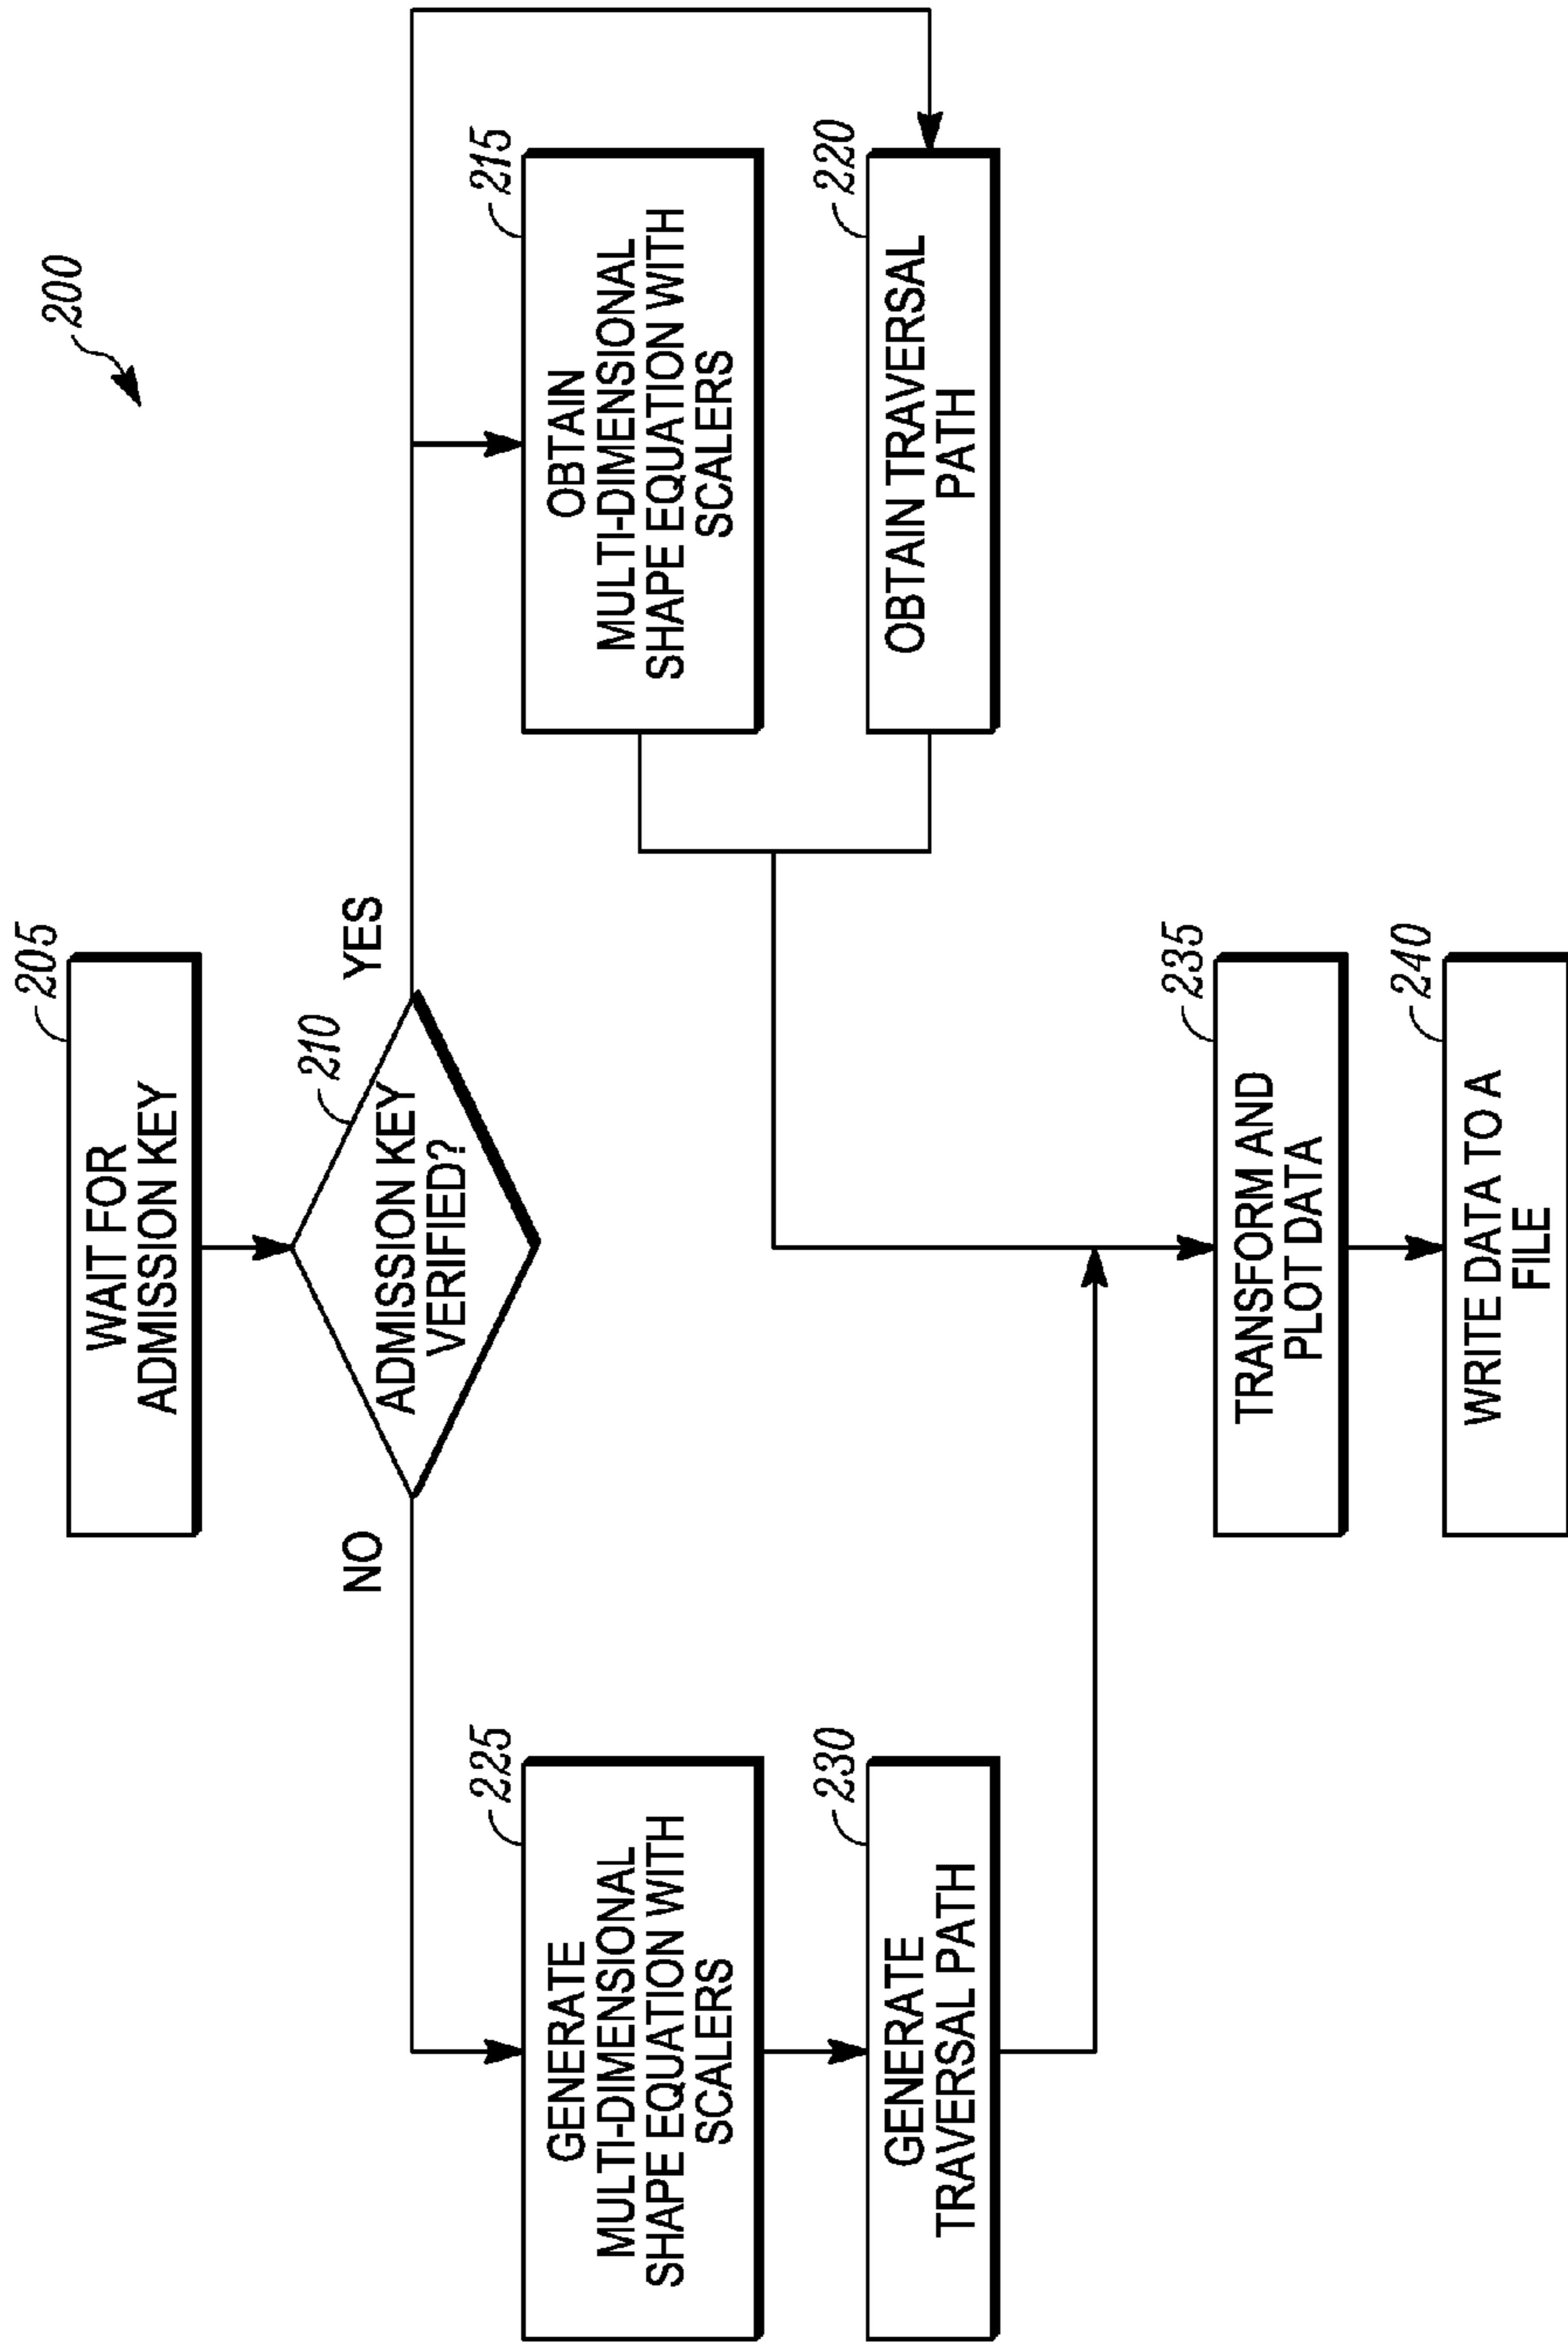 200
205
WAIT FOR
ADMISSION KEY
210
ADMISSION KEY
VERIFIED?
NO
YES
225
GENERATE
MULTI-DIMENSIONAL
SHAPE EQUATION WITH
SCALERS
215
OBTAIN
MULTI-DIMENSIONAL
SHAPE EQUATION WITH
SCALERS
230
GENERATE
TRAVERSAL PATH
220
OBTAIN TRAVERSAL
PATH
235
TRANSFORM AND
PLOT DATA
240
WRITE DATA TO A
FILE